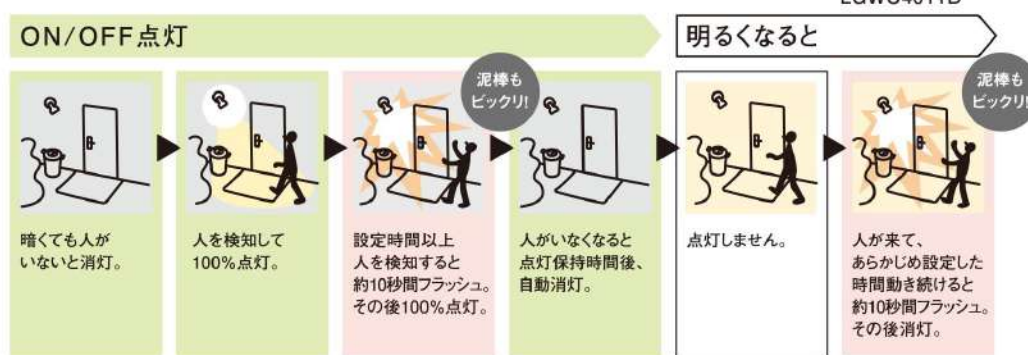 ON/OFF点灯
明るくなると
泥棒も
ビックリ!
泥棒も
ビックリ!
暗くても人が
いないと消灯。
人を検知して
100%点灯。
設定時間以上
人を検知すると
約10秒間フラッシュ。
その後100%点灯。
人がいなくなると
点灯保持時間後、
自動消灯。
点灯しません。
人が来て、
あらかじめ設定した
時間動き続けると
約10秒間フラッシュ。
その後消灯。